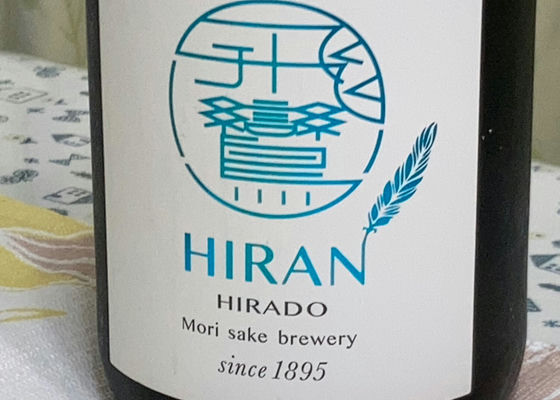 HIRAN
HIRADO
Mori sake brewery
since 1895